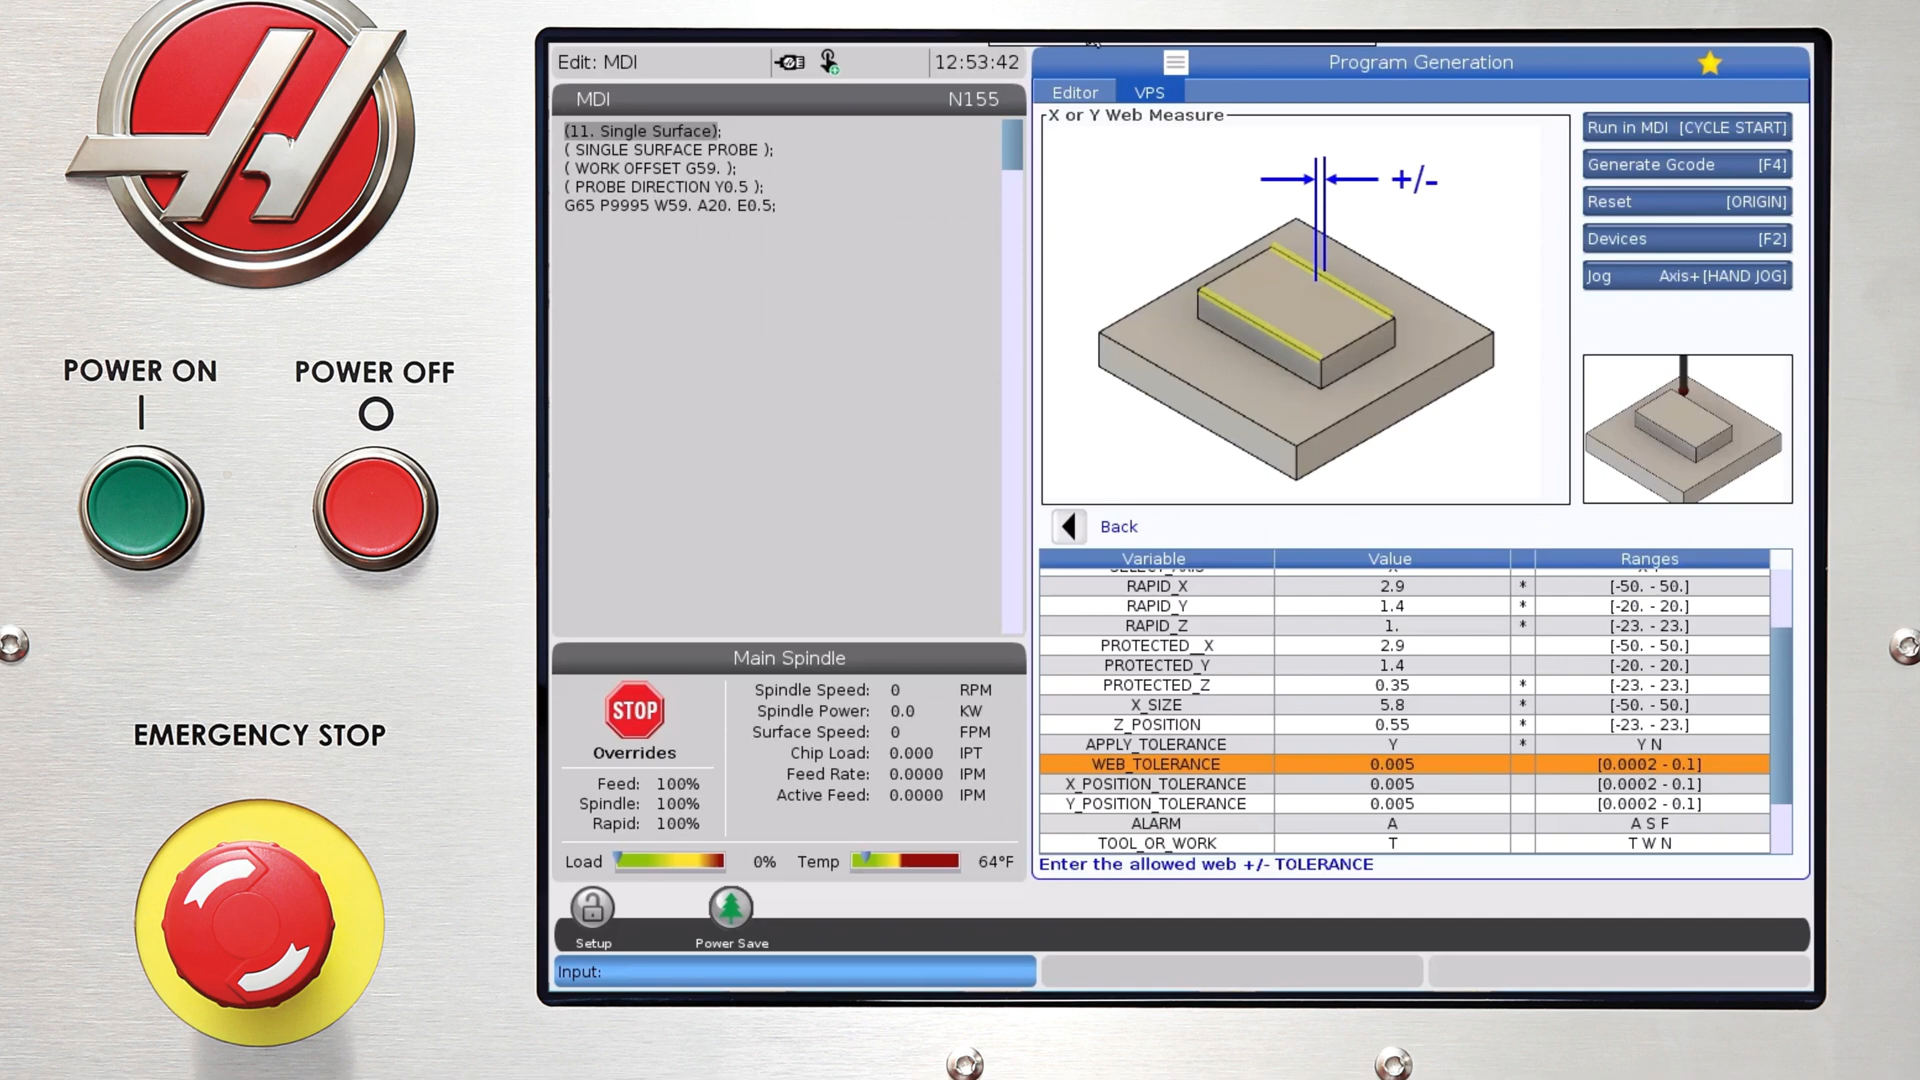 POWER ON
POWER OFF
EMERGENCY STOP
Edit: MDI
12:53:42
MDI
N155
(11. Single Surface);
( SINGLE SURFACE PROBE );
( WORK OFFSET G59. );
( PROBE DIRECTION Y0.5 );
G65 P9995 W59. A20. E0.5;
Main Spindle
STOP
Overrides
Feed: 100%
Spindle: 100%
Rapid: 100%
Spindle Speed: 0 RPM
Spindle Power: 0.0 KW
Surface Speed: 0 FPM
Chip Load: 0.000 IPT
Feed Rate: 0.0000 IPM
Active Feed: 0.0000 IPM
Load 0% Temp 64°F
Setup
Power Save
Input:
Program Generation
Editor VPS
X or Y Web Measure
+/-
Run in MDI [CYCLE START]
Generate Gcode [F4]
Reset [ORIGIN]
Devices [F2]
Jog Axis+[HAND JOG]
Back
Variable Value Ranges
RAPID_X 2.9 * [-50. - 50.]
RAPID_Y 1.4 * [-20. - 20.]
RAPID_Z 1. * [-23. - 23.]
PROTECTED__X 2.9 [-50. - 50.]
PROTECTED_Y 1.4 [-20. - 20.]
PROTECTED_Z 0.35 * [-23. - 23.]
X_SIZE 5.8 * [-50. - 50.]
Z_POSITION 0.55 * [-23. - 23.]
APPLY_TOLERANCE Y * Y N
WEB_TOLERANCE 0.005 [0.0002 - 0.1]
X_POSITION_TOLERANCE 0.005 [0.0002 - 0.1]
Y_POSITION_TOLERANCE 0.005 [0.0002 - 0.1]
ALARM A A S F
TOOL_OR_WORK T T W N
Enter the allowed web +/- TOLERANCE